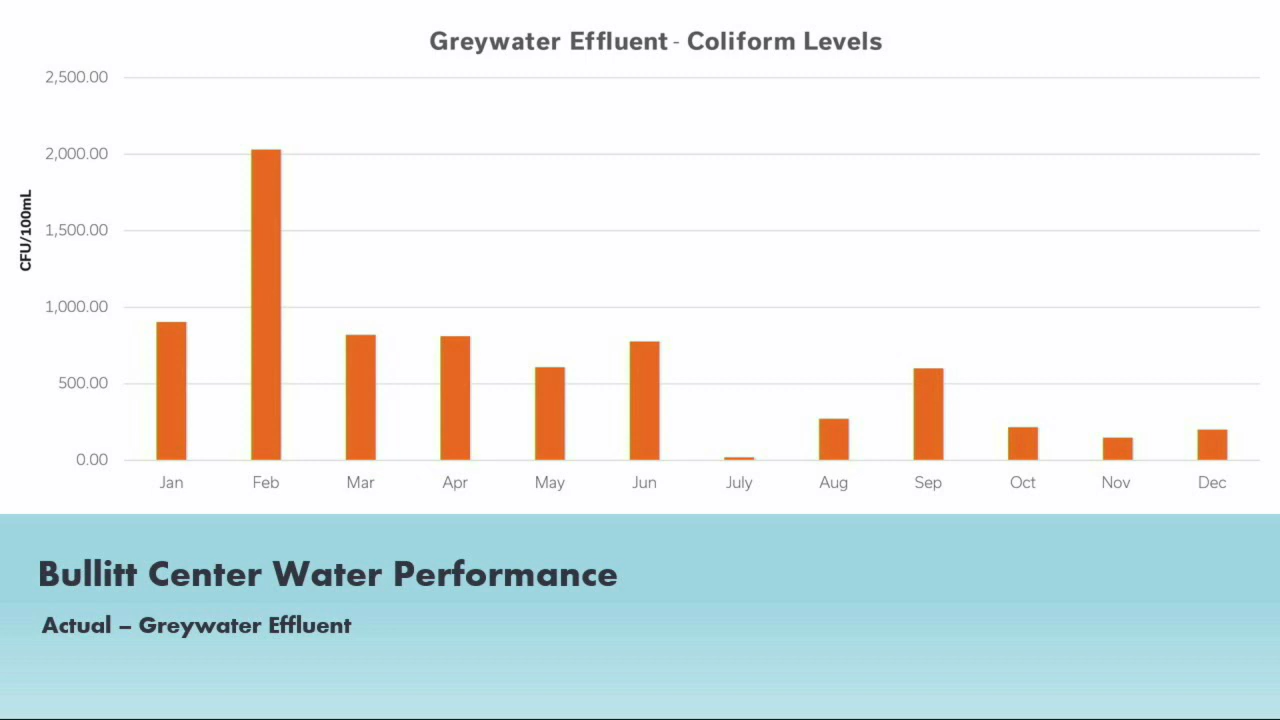 Greywater Effluent - Coliform Levels
2,500.00
2,000.00
1,500.00
1,000.00
500.00
0.00
CFU/100mL
Jan Feb Mar Apr May Jun July Aug Sep Oct Nov Dec
Bullitt Center Water Performance
Actual – Greywater Effluent